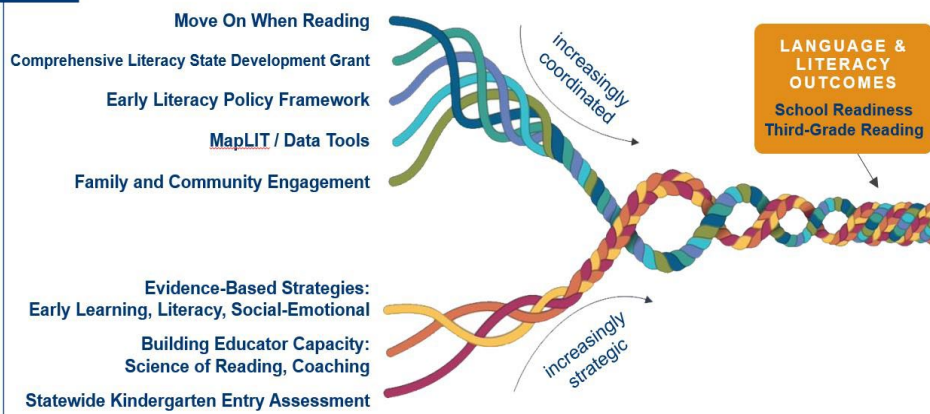 Move On When Reading
Comprehensive Literacy State Development Grant
Early Literacy Policy Framework
MapLIT / Data Tools
Family and Community Engagement
increasingly
coordinated
LANGUAGE &
LITERACY
OUTCOMES
School Readiness
Third-Grade Reading
Evidence-Based Strategies:
Early Learning, Literacy, Social-Emotional
Building Educator Capacity:
Science of Reading, Coaching
Statewide Kindergarten Entry Assessment
increasingly
strategic